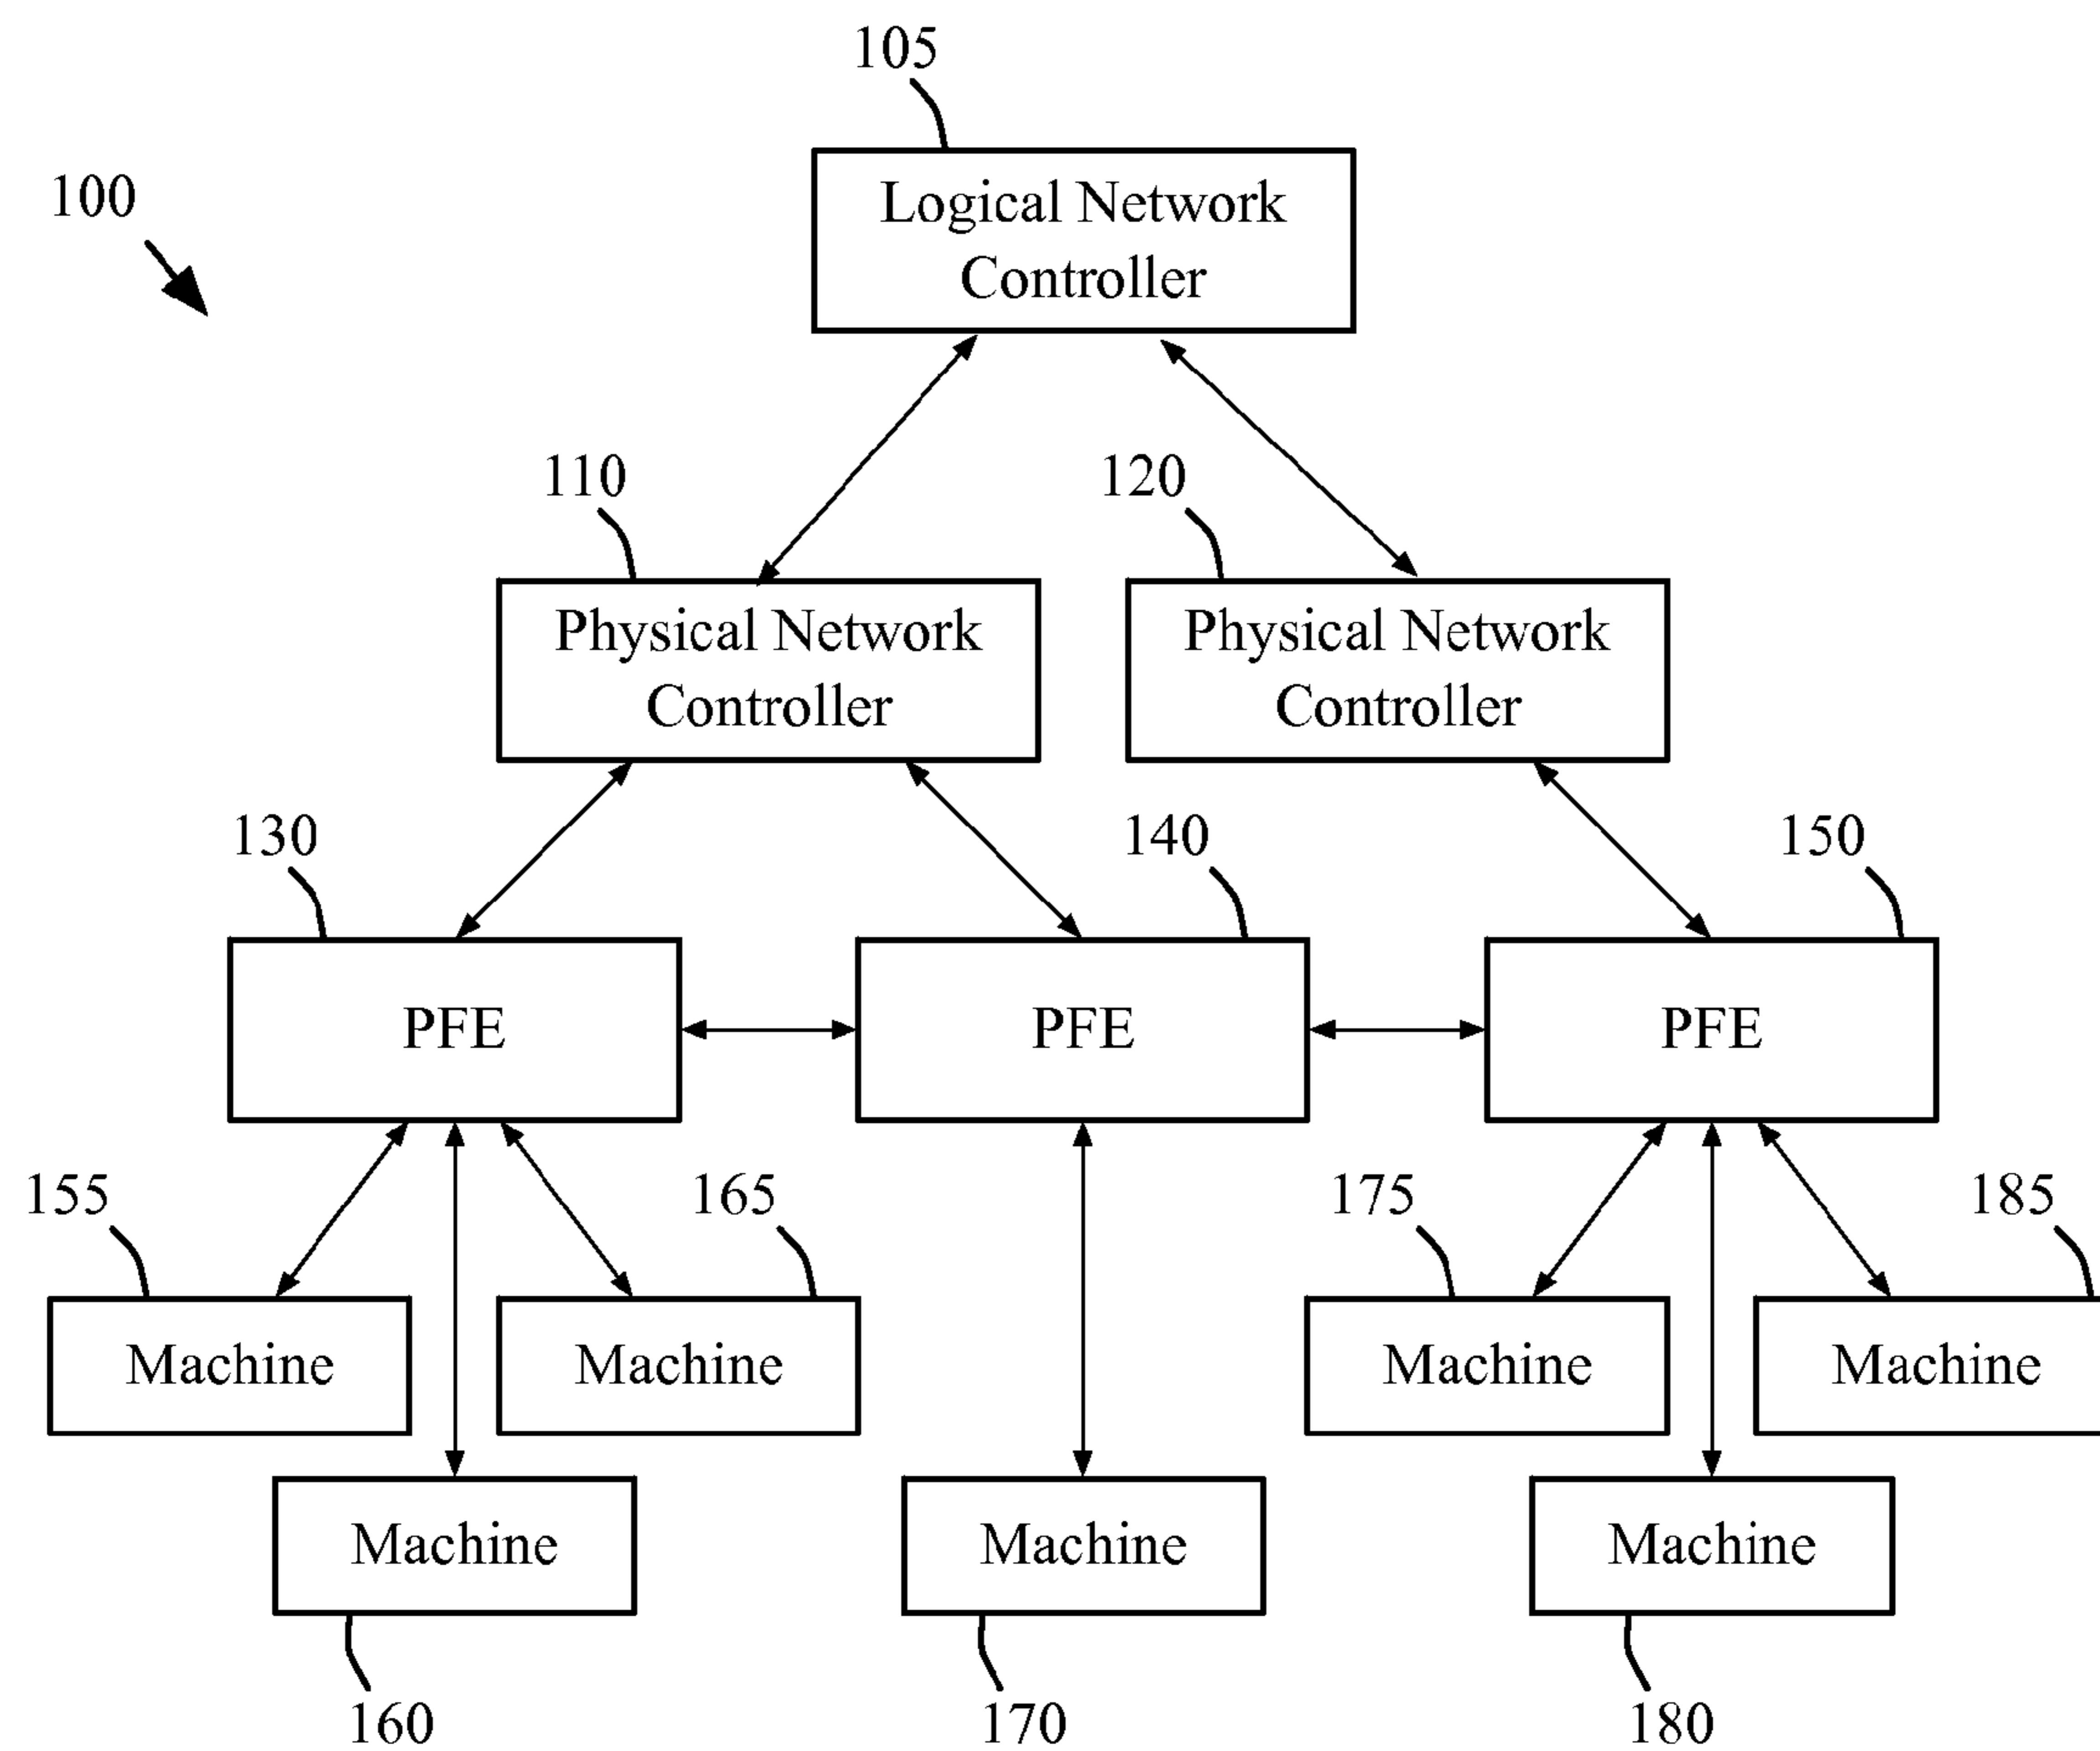 105
100
Logical Network
Controller
110
120
Physical Network
Controller
Physical Network
Controller
130
140
150
PFE
PFE
PFE
155
165
175
185
Machine
Machine
Machine
Machine
Machine
Machine
Machine
160
170
180